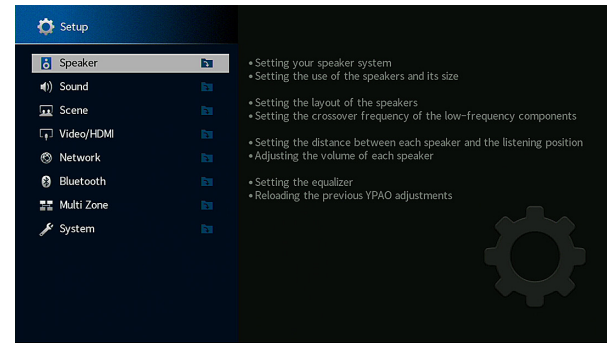 Setup
Speaker
Sound
Scene
Video/HDMI
Network
Bluetooth
Multi Zone
System
• Setting your speaker system
• Setting the use of the speakers and its size
• Setting the layout of the speakers
• Setting the crossover frequency of the low-frequency components
• Setting the distance between each speaker and the listening position
• Adjusting the volume of each speaker
• Setting the equalizer
• Reloading the previous YPAO adjustments